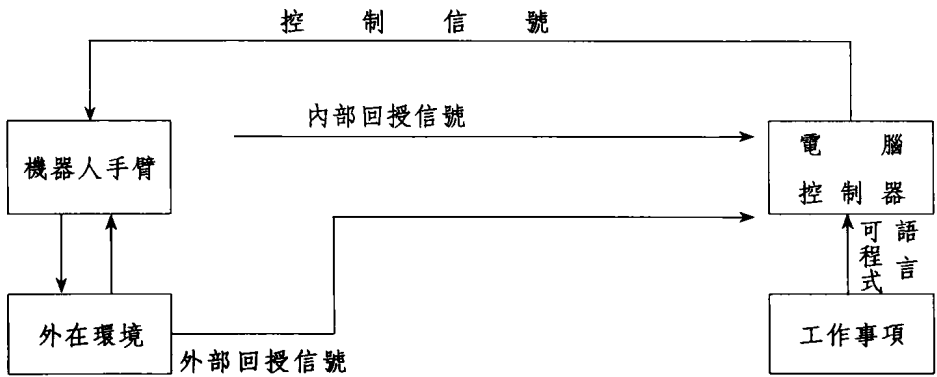 控制信號
內部回授信號
機器人手臂
電腦
控制器
可程式
語言
外在環境
工作事項
外部回授信號